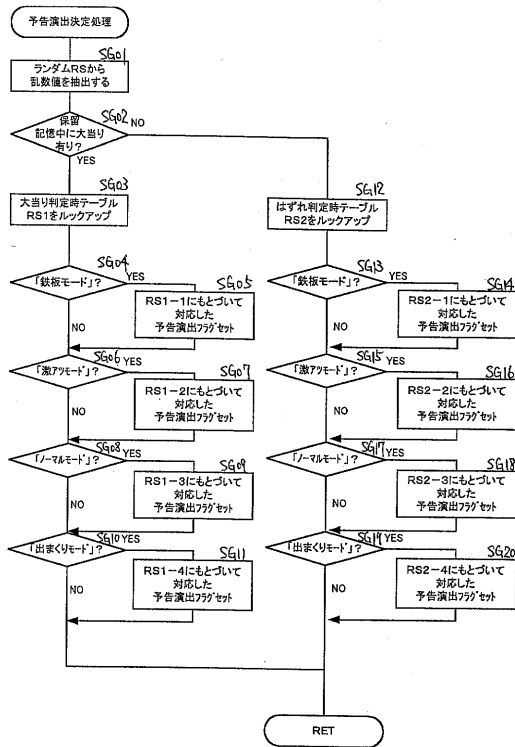 予告演出決定処理
SG01
ランダムRSから
乱数値を抽出する
SG02
保留
記憶中に大当り
有り?
NO
YES
SG03
大当り判定時テーブル
RS1をルックアップ
SG04
「鉄板モード」?
YES
SG05
RS1-1にもとづいて
対応した
予告演出フラグセット
NO
SG06
「激アツモード」?
YES
SG07
RS1-2にもとづいて
対応した
予告演出フラグセット
NO
SG08
「ノーマルモード」?
YES
SG09
RS1-3にもとづいて
対応した
予告演出フラグセット
NO
SG10
「出まくりモード」?
YES
SG11
RS1-4にもとづいて
対応した
予告演出フラグセット
NO
SG12
はずれ判定時テーブル
RS2をルックアップ
SG13
「鉄板モード」?
YES
SG14
RS2-1にもとづいて
対応した
予告演出フラグセット
NO
SG15
「激アツモード」?
YES
SG16
RS2-2にもとづいて
対応した
予告演出フラグセット
NO
SG17
「ノーマルモード」?
YES
SG18
RS2-3にもとづいて
対応した
予告演出フラグセット
NO
SG19
「出まくりモード」?
YES
SG20
RS2-4にもとづいて
対応した
予告演出フラグセット
NO
RET